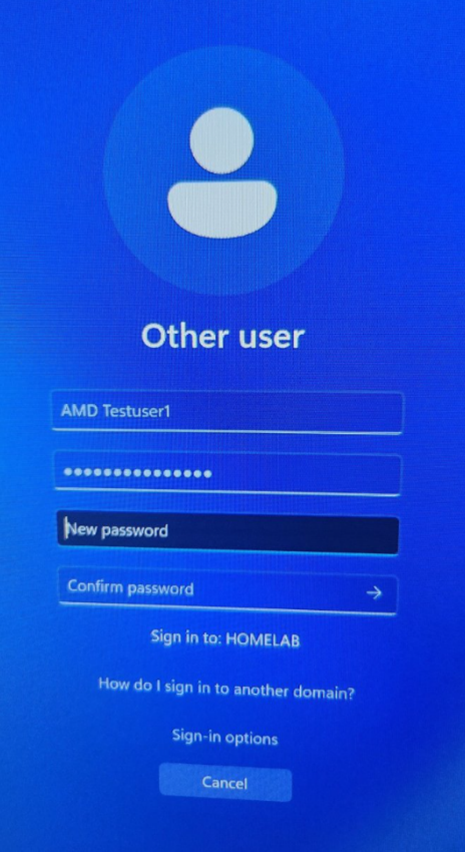 Other user
AMD Testuser1
New password
Confirm password
Sign in to: HOMELAB
How do I sign in to another domain?
Sign-in options
Cancel